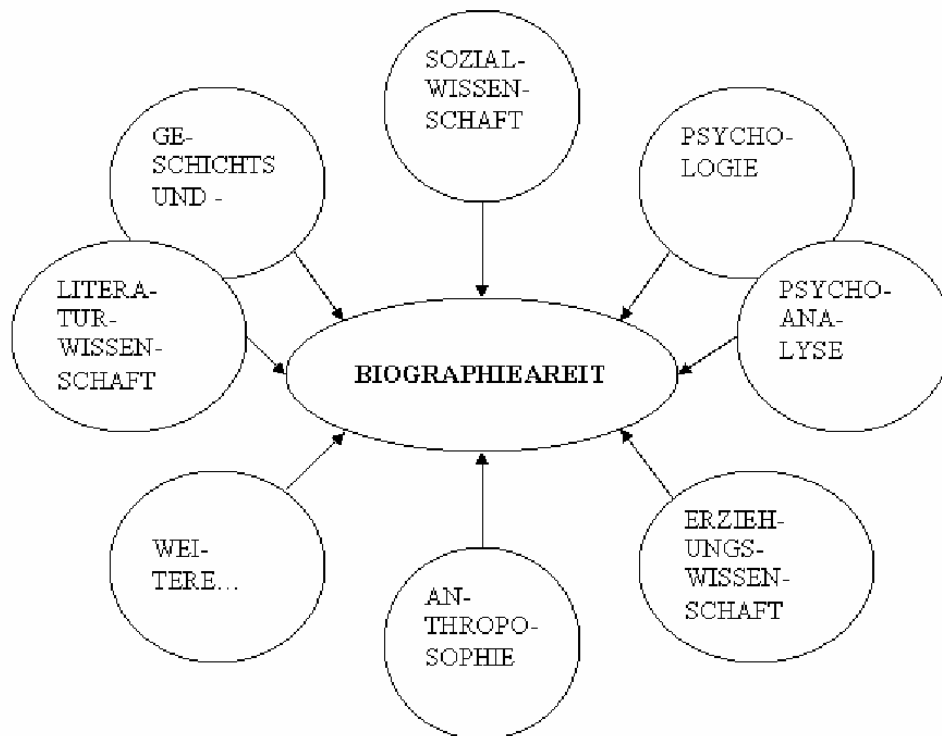 SOZIAL-
WISSEN-
SCHAFT
GE-
SCHICHTS
UND -
PSYCHO-
LOGIE
LITERA-
TUR-
WISSEN-
SCHAFT
PSYCHO-
ANA-
LYSE
BIOGRAPHIEAREIT
WEI-
TERE...
AN-
THROPO-
SOPHIE
ERZIEH-
UNGS-
WISSEN-
SCHAFT